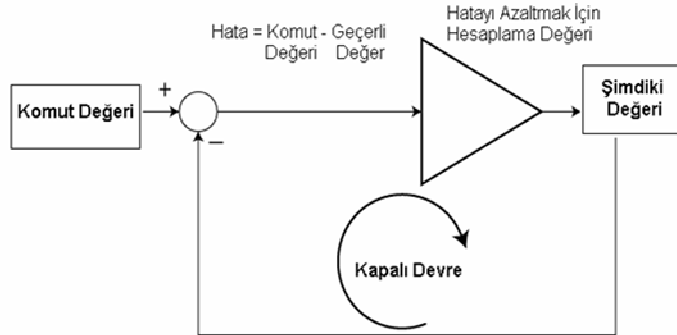 Hata = Komut - Geçerli
Değeri Değer
Hatayı Azaltmak İçin
Hesaplama Değeri
Komut Değeri
+
–
Şimdiki
Değeri
Kapalı Devre